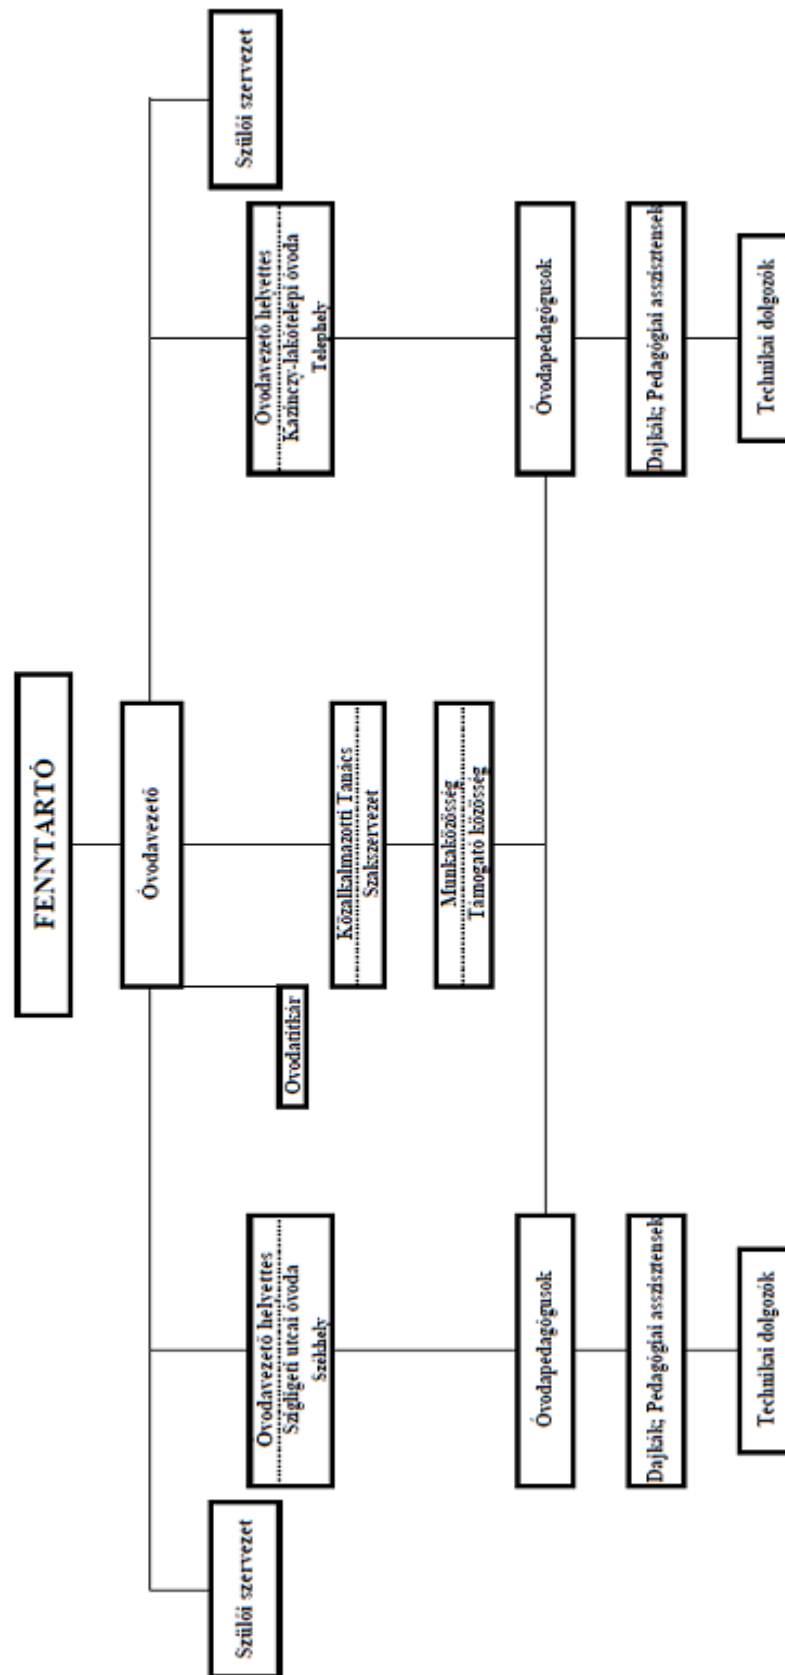 FENNTARTÓ
Óvodavezető
Szülői szervezet
Szülői szervezet
Óvodavezető helyettes
Szigligeti utcai óvoda
Székhely
Óvodatitkár
Óvodavezető helyettes
Kazinczy-lakótelepi óvoda
Telephely
Közalkalmazotti Tanács
Szakszervezet
Munkaközösség
Támogató közösség
Óvodapedagógusok
Óvodapedagógusok
Dajkák; Pedagógiai asszisztensek
Dajkák; Pedagógiai asszisztensek
Technikai dolgozók
Technikai dolgozók